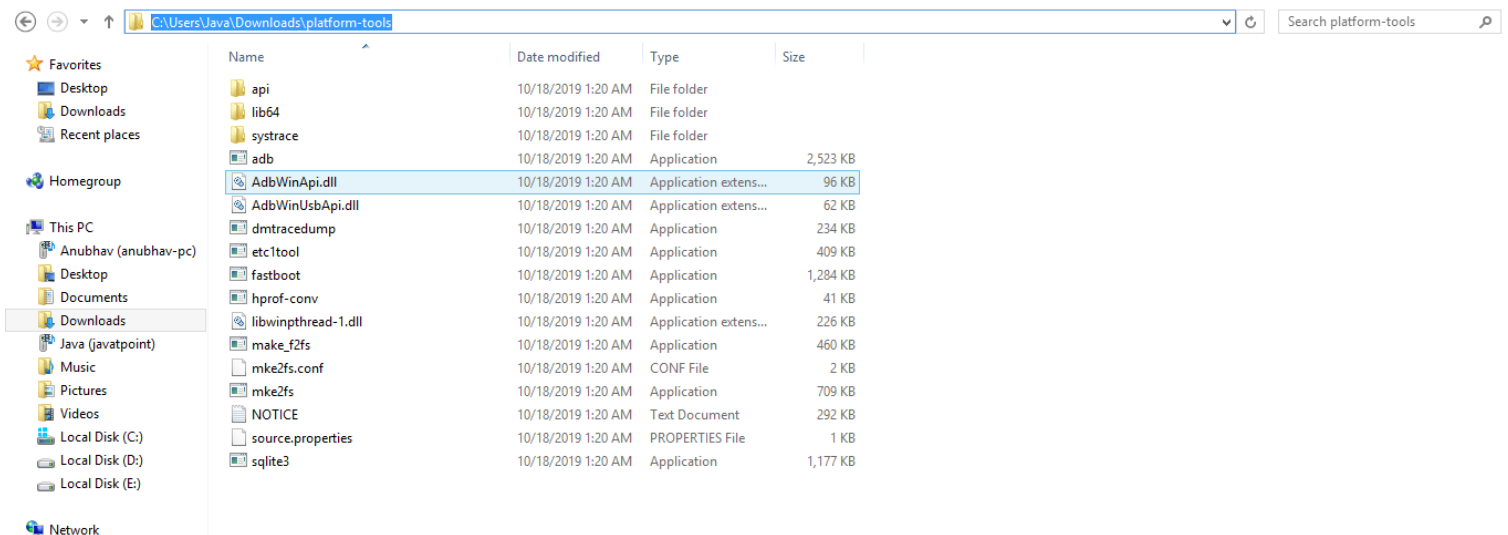 C:\Users\Java\Downloads\platform-tools Search platform-tools
Favorites
Desktop
Downloads
Recent places
Homegroup
This PC
Anubhav (anubhav-pc)
Desktop
Documents
Downloads
Java (javatpoint)
Music
Pictures
Videos
Local Disk (C:)
Local Disk (D:)
Local Disk (E:)
Network
Name Date modified Type Size
api 10/18/2019 1:20 AM File folder
lib64 10/18/2019 1:20 AM File folder
systrace 10/18/2019 1:20 AM File folder
adb 10/18/2019 1:20 AM Application 2,523 KB
AdbWinApi.dll 10/18/2019 1:20 AM Application extens... 96 KB
AdbWinUsbApi.dll 10/18/2019 1:20 AM Application extens... 62 KB
dmtracedump 10/18/2019 1:20 AM Application 234 KB
etc1tool 10/18/2019 1:20 AM Application 409 KB
fastboot 10/18/2019 1:20 AM Application 1,284 KB
hprof-conv 10/18/2019 1:20 AM Application 41 KB
libwinpthread-1.dll 10/18/2019 1:20 AM Application extens... 226 KB
make_f2fs 10/18/2019 1:20 AM Application 460 KB
mke2fs.conf 10/18/2019 1:20 AM CONF File 2 KB
mke2fs 10/18/2019 1:20 AM Application 709 KB
NOTICE 10/18/2019 1:20 AM Text Document 292 KB
source.properties 10/18/2019 1:20 AM PROPERTIES File 1 KB
sqlite3 10/18/2019 1:20 AM Application 1,177 KB